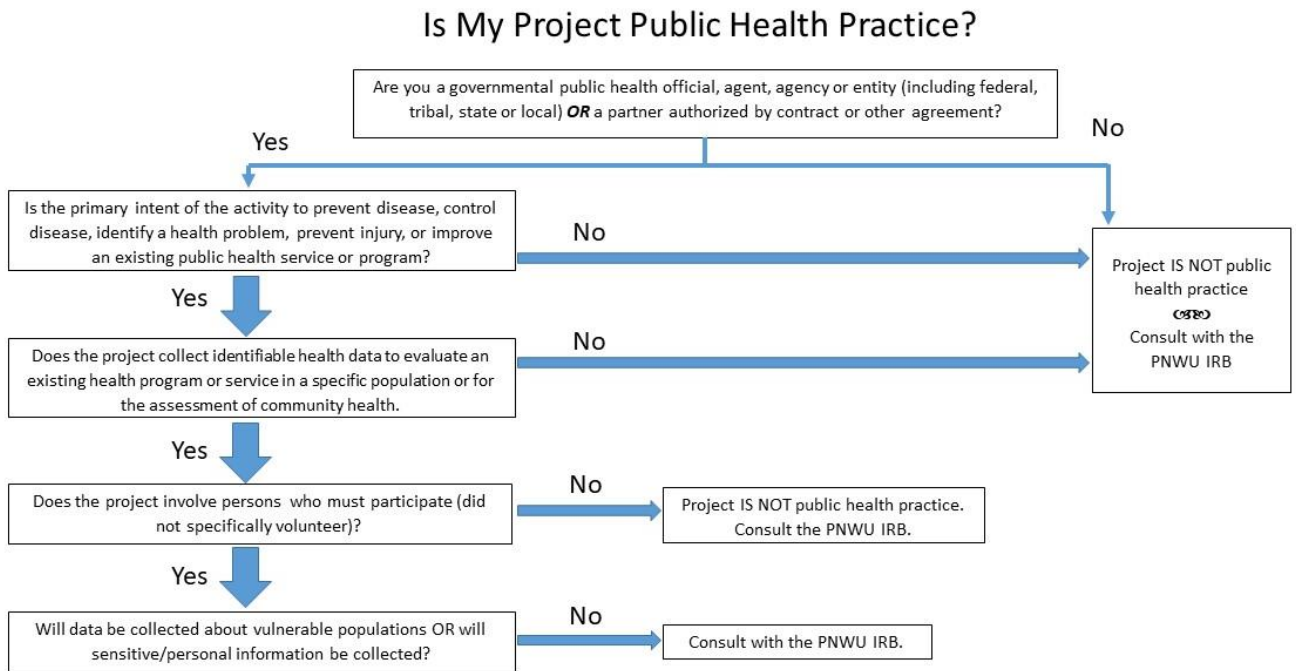 Is My Project Public Health Practice?
Are you a governmental public health official, agent, agency or entity (including federal,
tribal, state or local) OR a partner authorized by contract or other agreement?
Yes
No
Is the primary intent of the activity to prevent disease, control
disease, identify a health problem, prevent injury, or improve
an existing public health service or program?
No
Project IS NOT public
health practice
Consult with the
PNWU IRB
Yes
Does the project collect identifiable health data to evaluate an
existing health program or service in a specific population or for
the assessment of community health.
No
Yes
Does the project involve persons who must participate (did
not specifically volunteer)?
No
Project IS NOT public health practice.
Consult the PNWU IRB.
Yes
Will data be collected about vulnerable populations OR will
sensitive/personal information be collected?
No
Consult with the PNWU IRB.